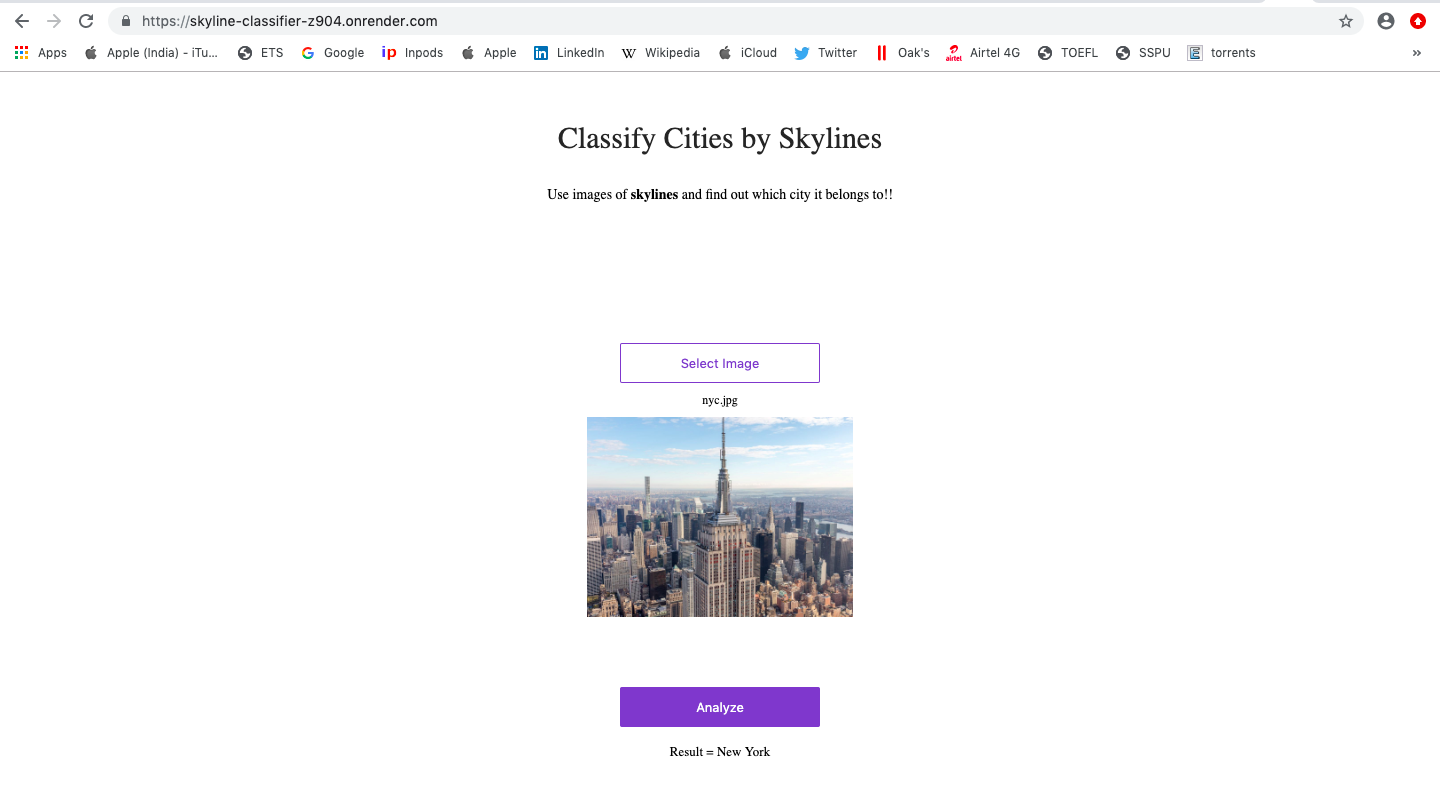 https://skyline-classifier-z904.onrender.com
Apps Apple (India) - iTu... ETS Google ip Inpods Apple LinkedIn W Wikipedia iCloud Twitter Oak's airtel Airtel 4G TOEFL SSPU E torrents »
Classify Cities by Skylines
Use images of skylines and find out which city it belongs to!!
Select Image
nyc.jpg
Analyze
Result = New York